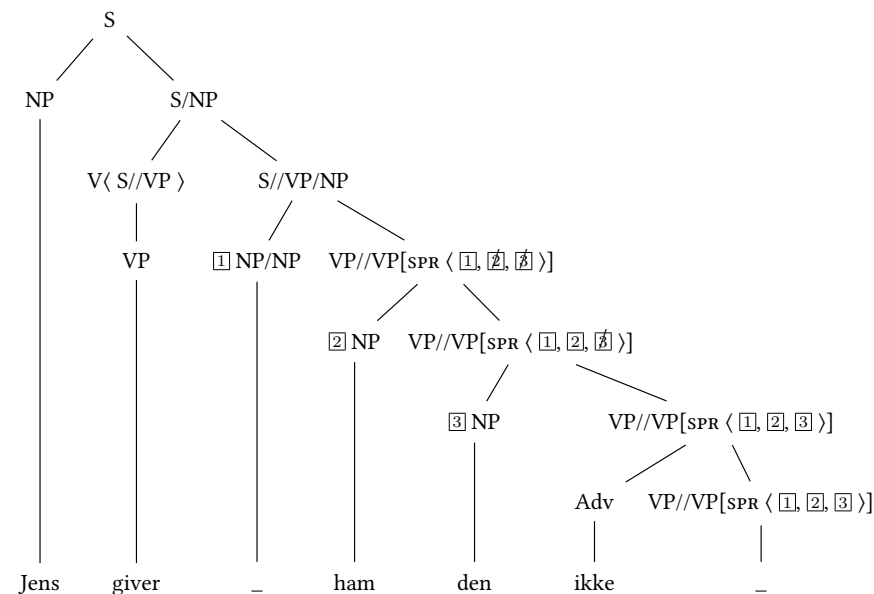 S
NP S/NP
V⟨ S//VP ⟩ S//VP/NP
VP 1 NP/NP VP//VP[SPR ⟨ 1, 2̸, 3̸ ⟩]
2 NP VP//VP[SPR ⟨ 1, 2, 3̸ ⟩]
3 NP VP//VP[SPR ⟨ 1, 2, 3 ⟩]
Adv VP//VP[SPR ⟨ 1, 2, 3 ⟩]
Jens giver _ ham den ikke _